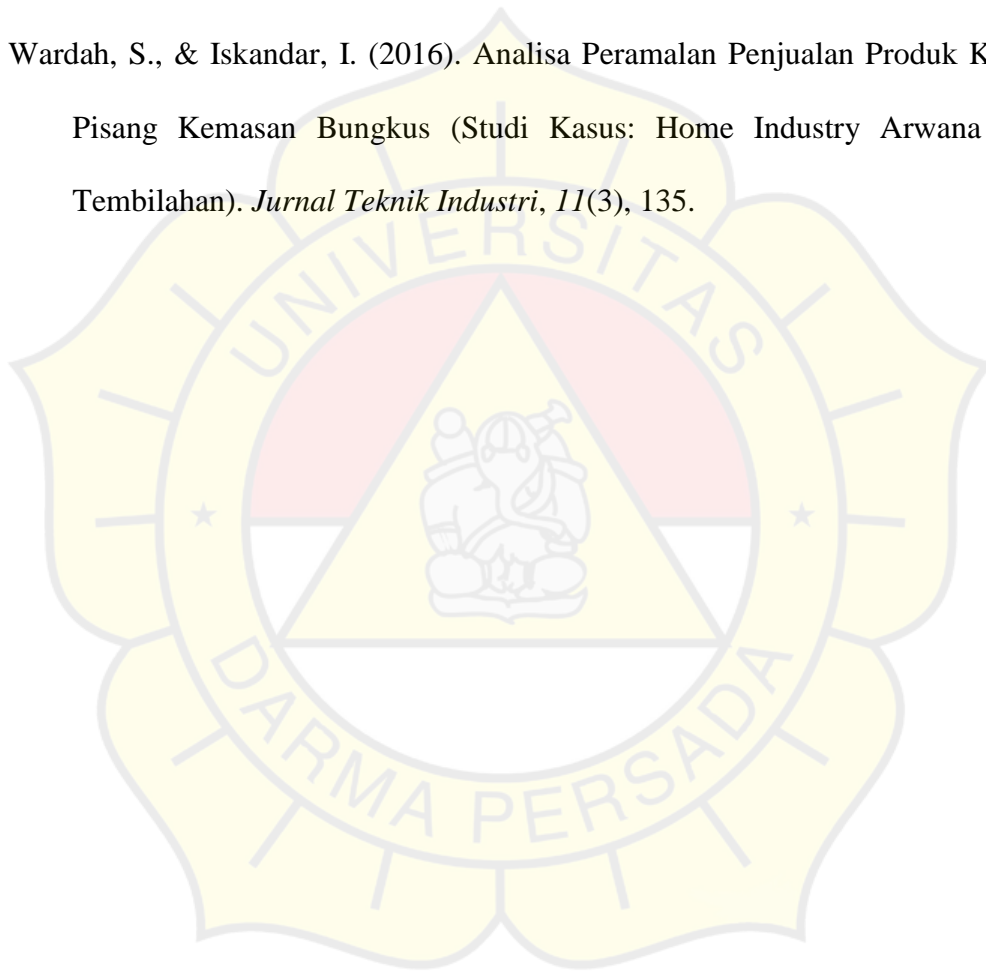 Wardah, S., & Iskandar, I. (2016). Analisa Peramalan Penjualan Produk K
Pisang Kemasan Bungkus (Studi Kasus: Home Industry Arwana
Tembilahan). Jurnal Teknik Industri, 11(3), 135.
UNIVERSITAS
DARMA PERSADA